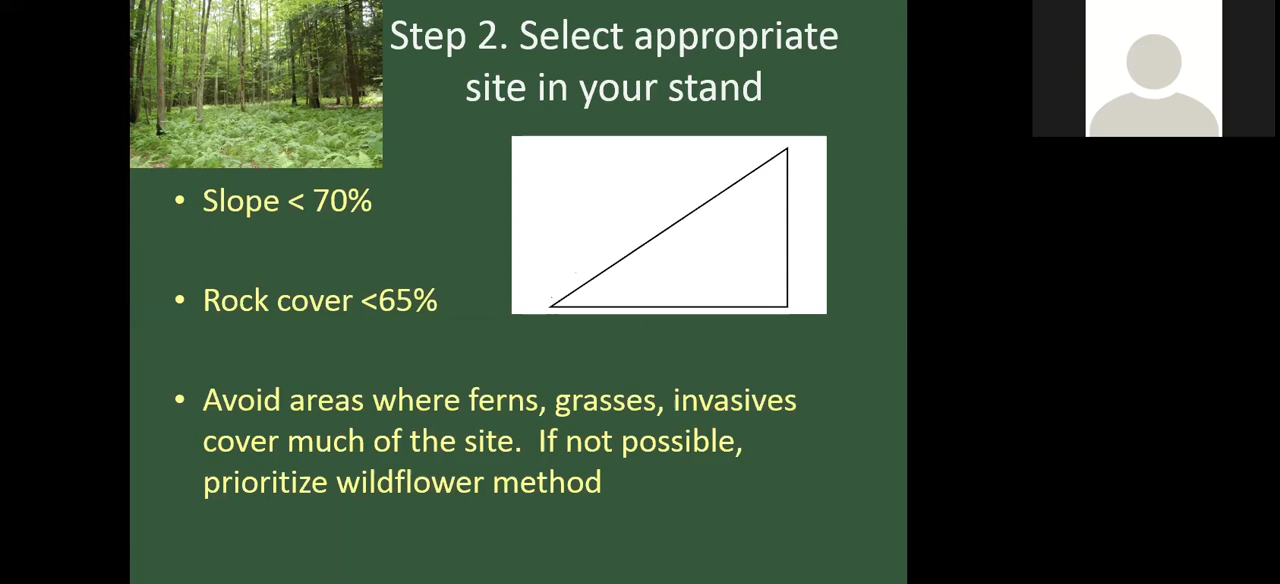 Step 2. Select appropriate
site in your stand
• Slope < 70%
• Rock cover <65%
• Avoid areas where ferns, grasses, invasives
cover much of the site.  If not possible,
prioritize wildflower method